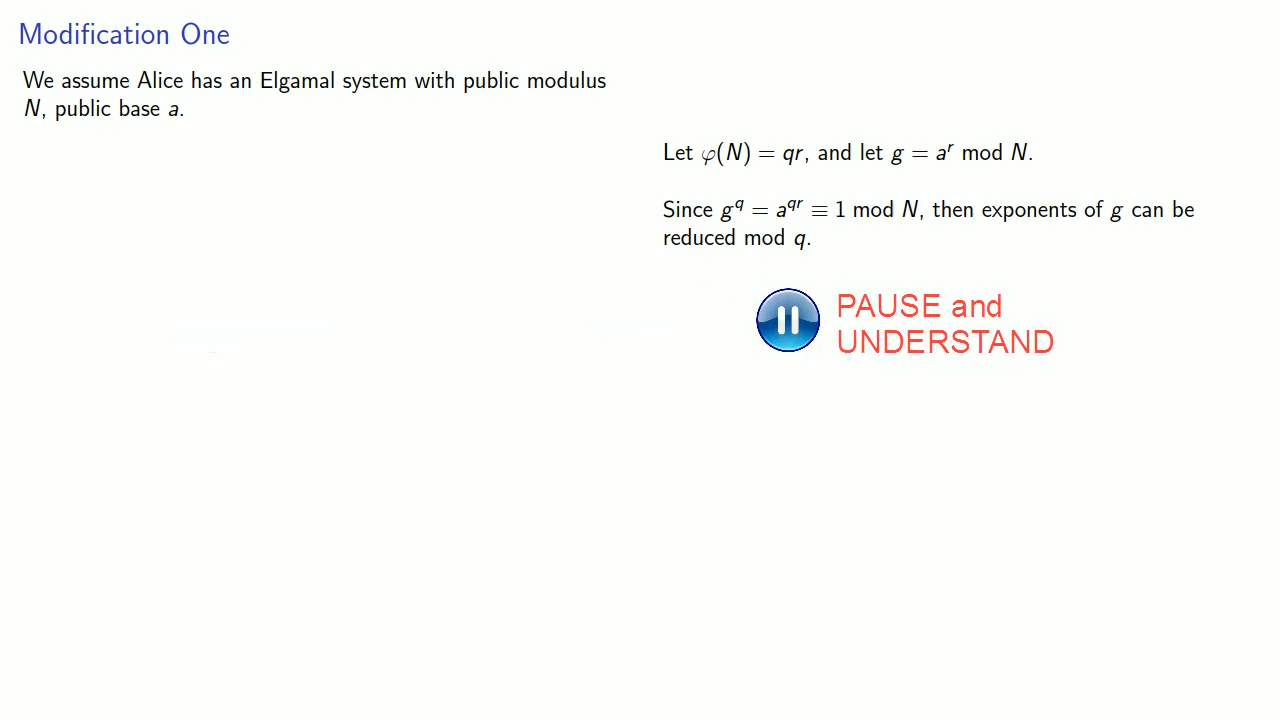 Modification One
We assume Alice has an Elgamal system with public modulus
N, public base a.
Let φ(N) = qr, and let g = a^r mod N.
Since g^q = a^{qr} ≡ 1 mod N, then exponents of g can be
reduced mod q.
PAUSE and
UNDERSTAND